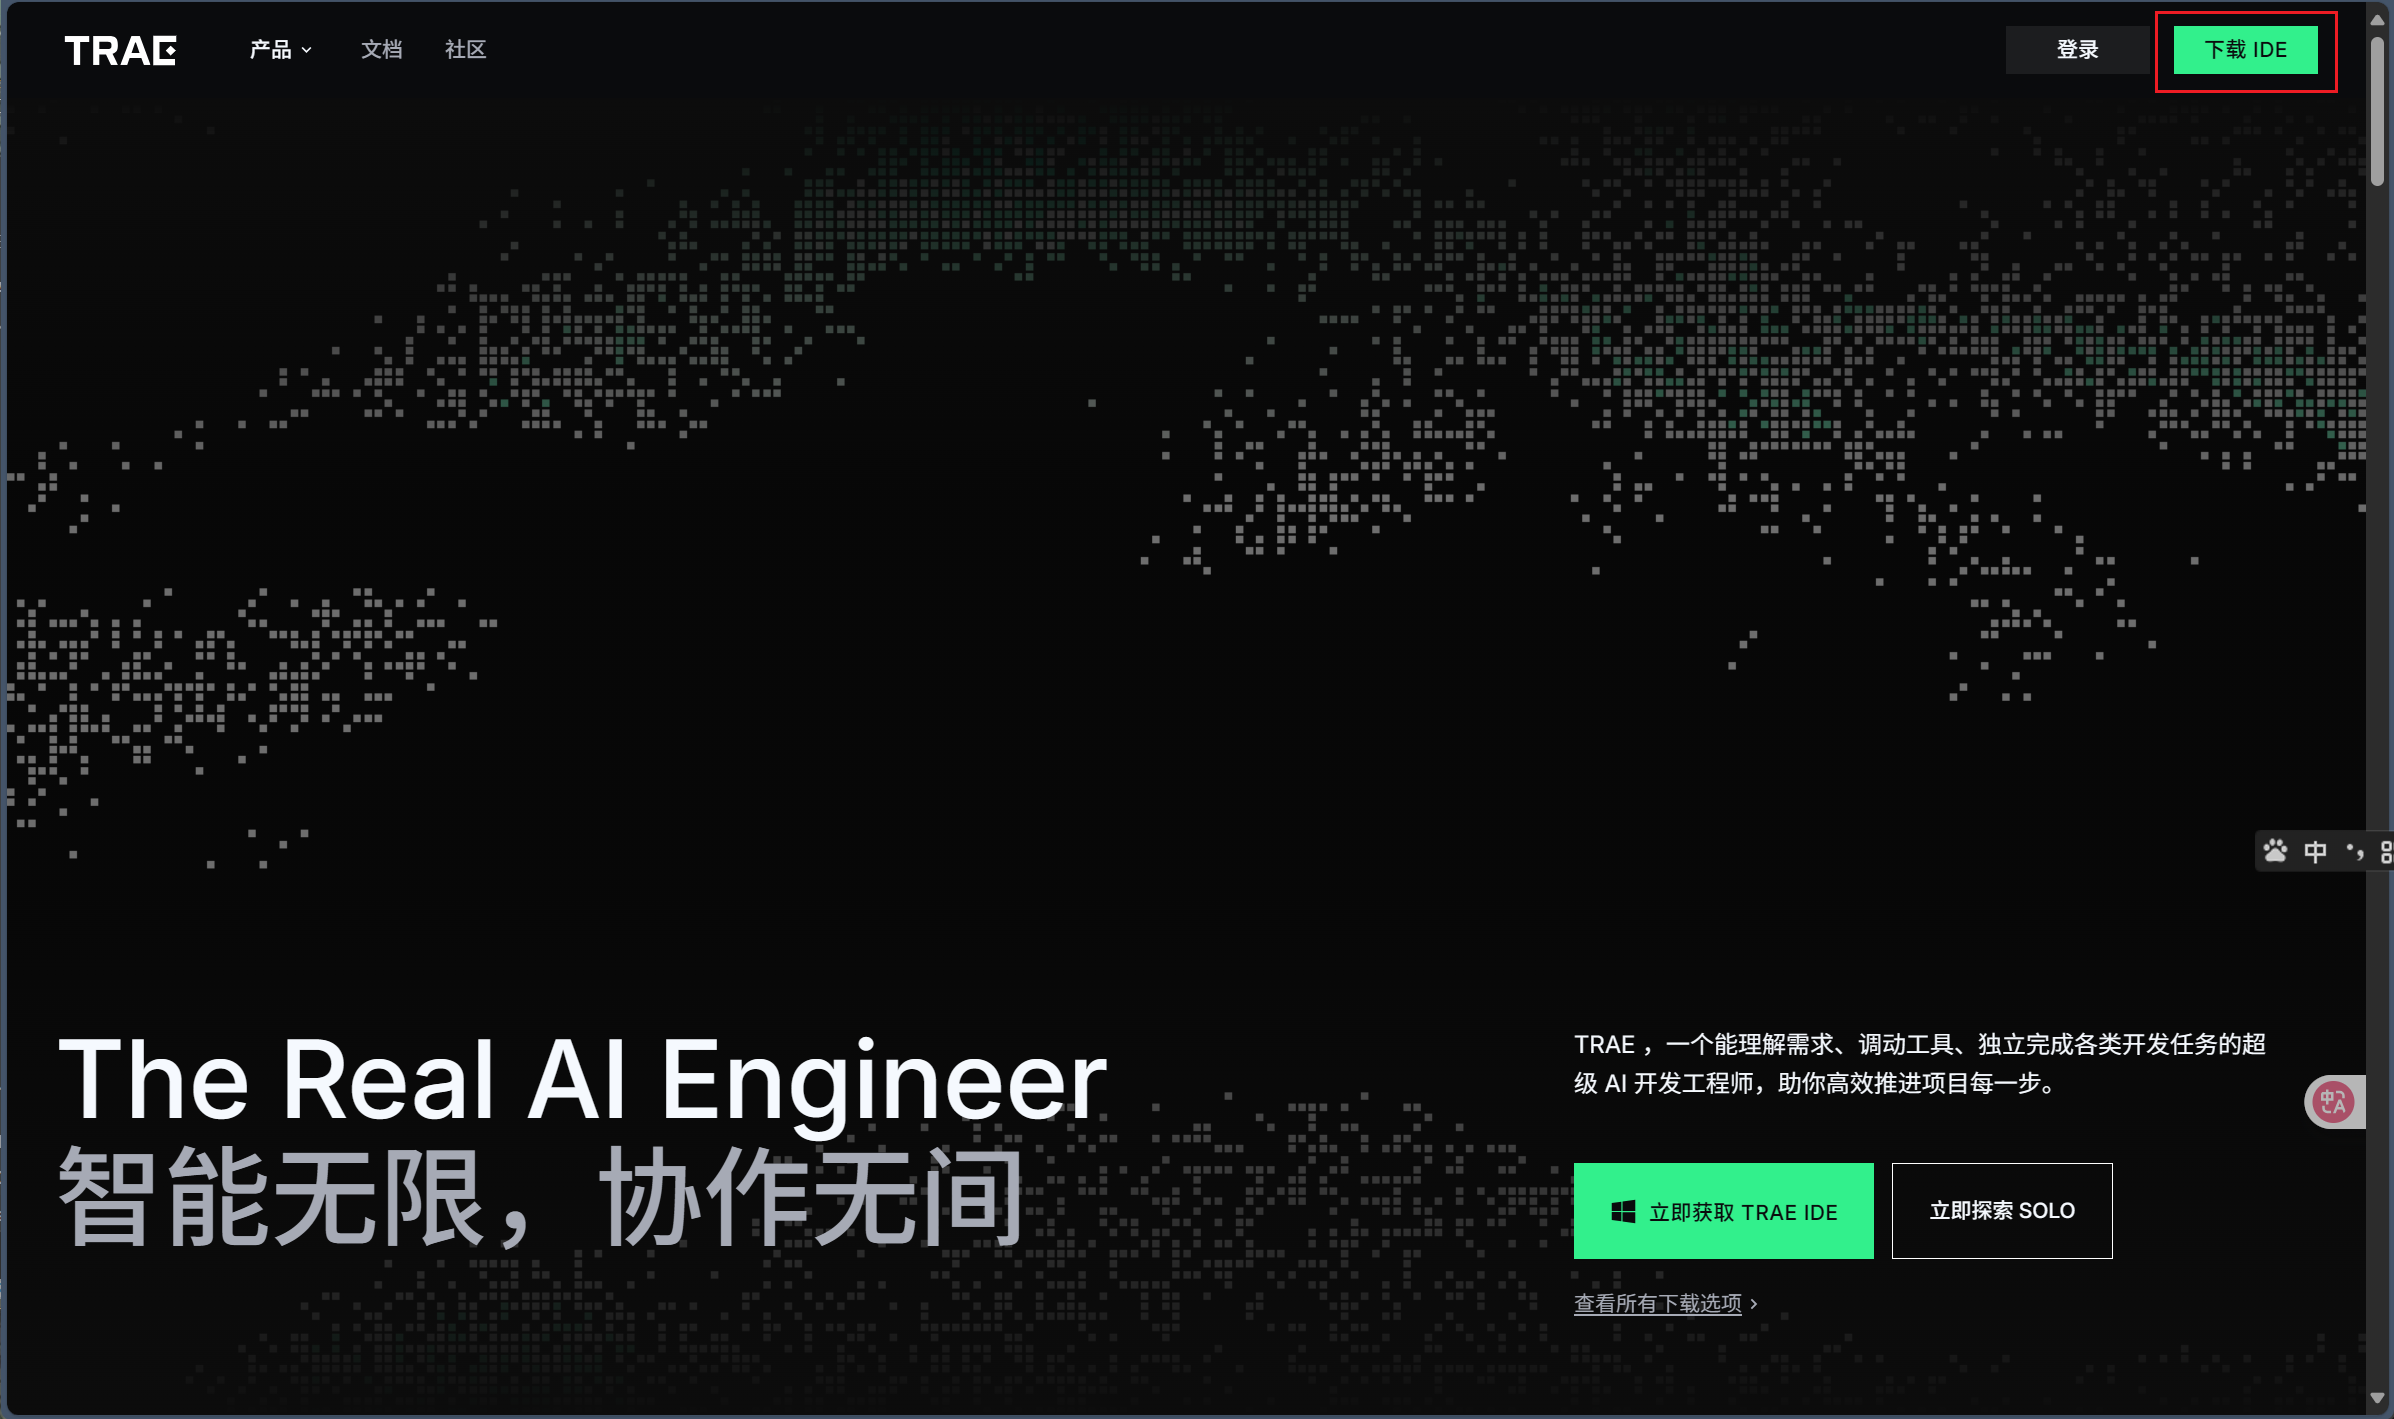 TRAE
产品
文档
社区
登录
下载 IDE
中
The Real AI Engineer
智能无限，协作无间
TRAE ，一个能理解需求、调动工具、独立完成各类开发任务的超
级 AI 开发工程师，助你高效推进项目每一步。
中A
立即获取 TRAE IDE
立即探索 SOLO
查看所有下载选项